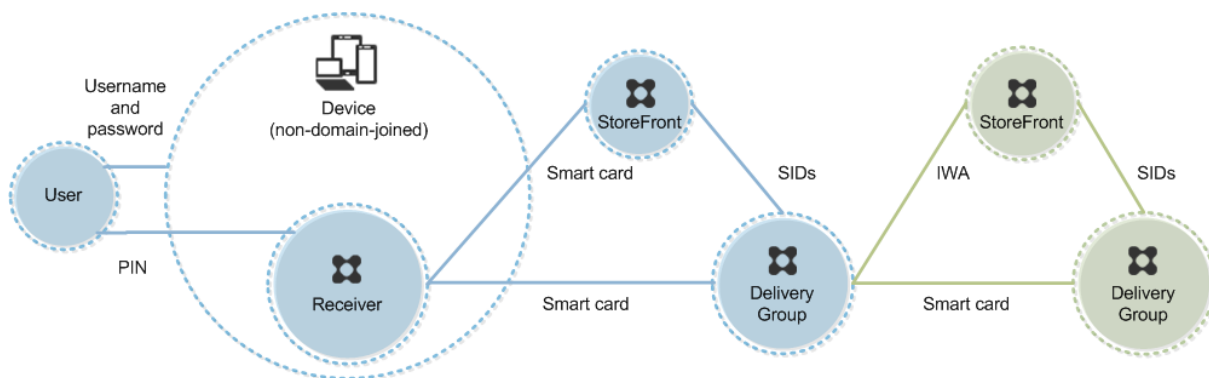 Username
and
password
User
PIN
Device
(non-domain-joined)
Receiver
StoreFront
Smart card
SIDs
Smart card
Delivery
Group
StoreFront
IWA
SIDs
Smart card
Delivery
Group